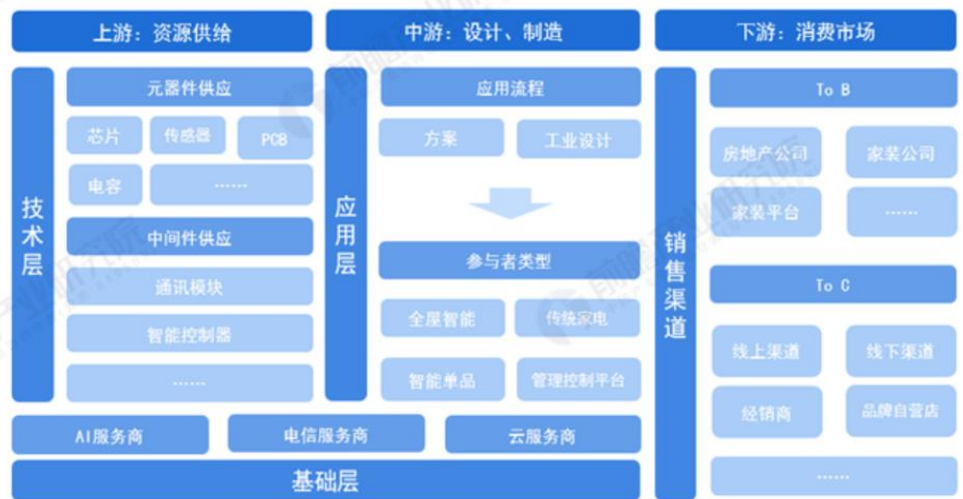 上游：资源供给
中游：设计、制造
下游：消费市场
技术层
元器件供应
芯片
传感器
PCB
电容
......
中间件供应
通讯模块
智能控制器
......
应用层
应用流程
方案
工业设计
参与者类型
全屋智能
传统家电
智能单品
管理控制平台
销售渠道
To B
房地产公司
家装公司
家装平台
......
To C
线上渠道
线下渠道
经销商
品牌自营店
......
AI服务商
电信服务商
云服务商
基础层
前瞻产业研究院